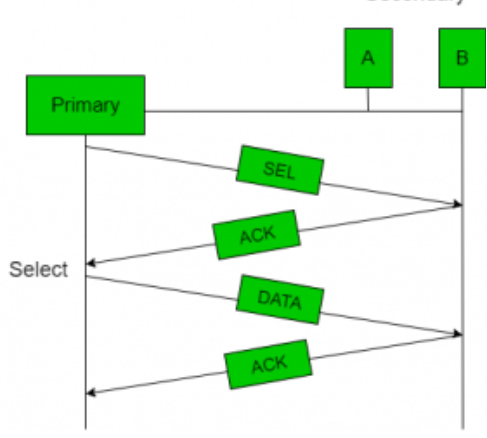 Secondary
A
B
Primary
SEL
ACK
Select
DATA
ACK